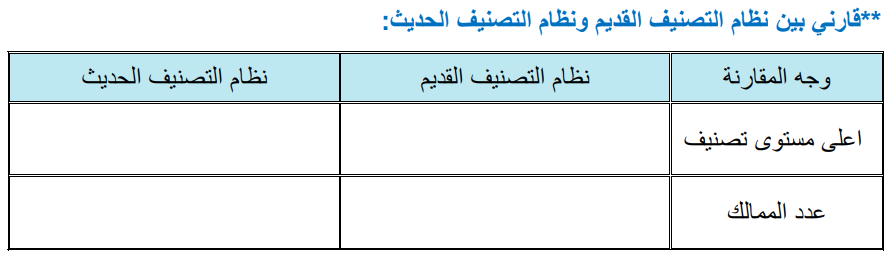 **قارني بين نظام التصنيف القديم ونظام التصنيف الحديث:
وجه المقارنة نظام التصنيف القديم نظام التصنيف الحديث
اعلى مستوى تصنيف
عدد الممالك